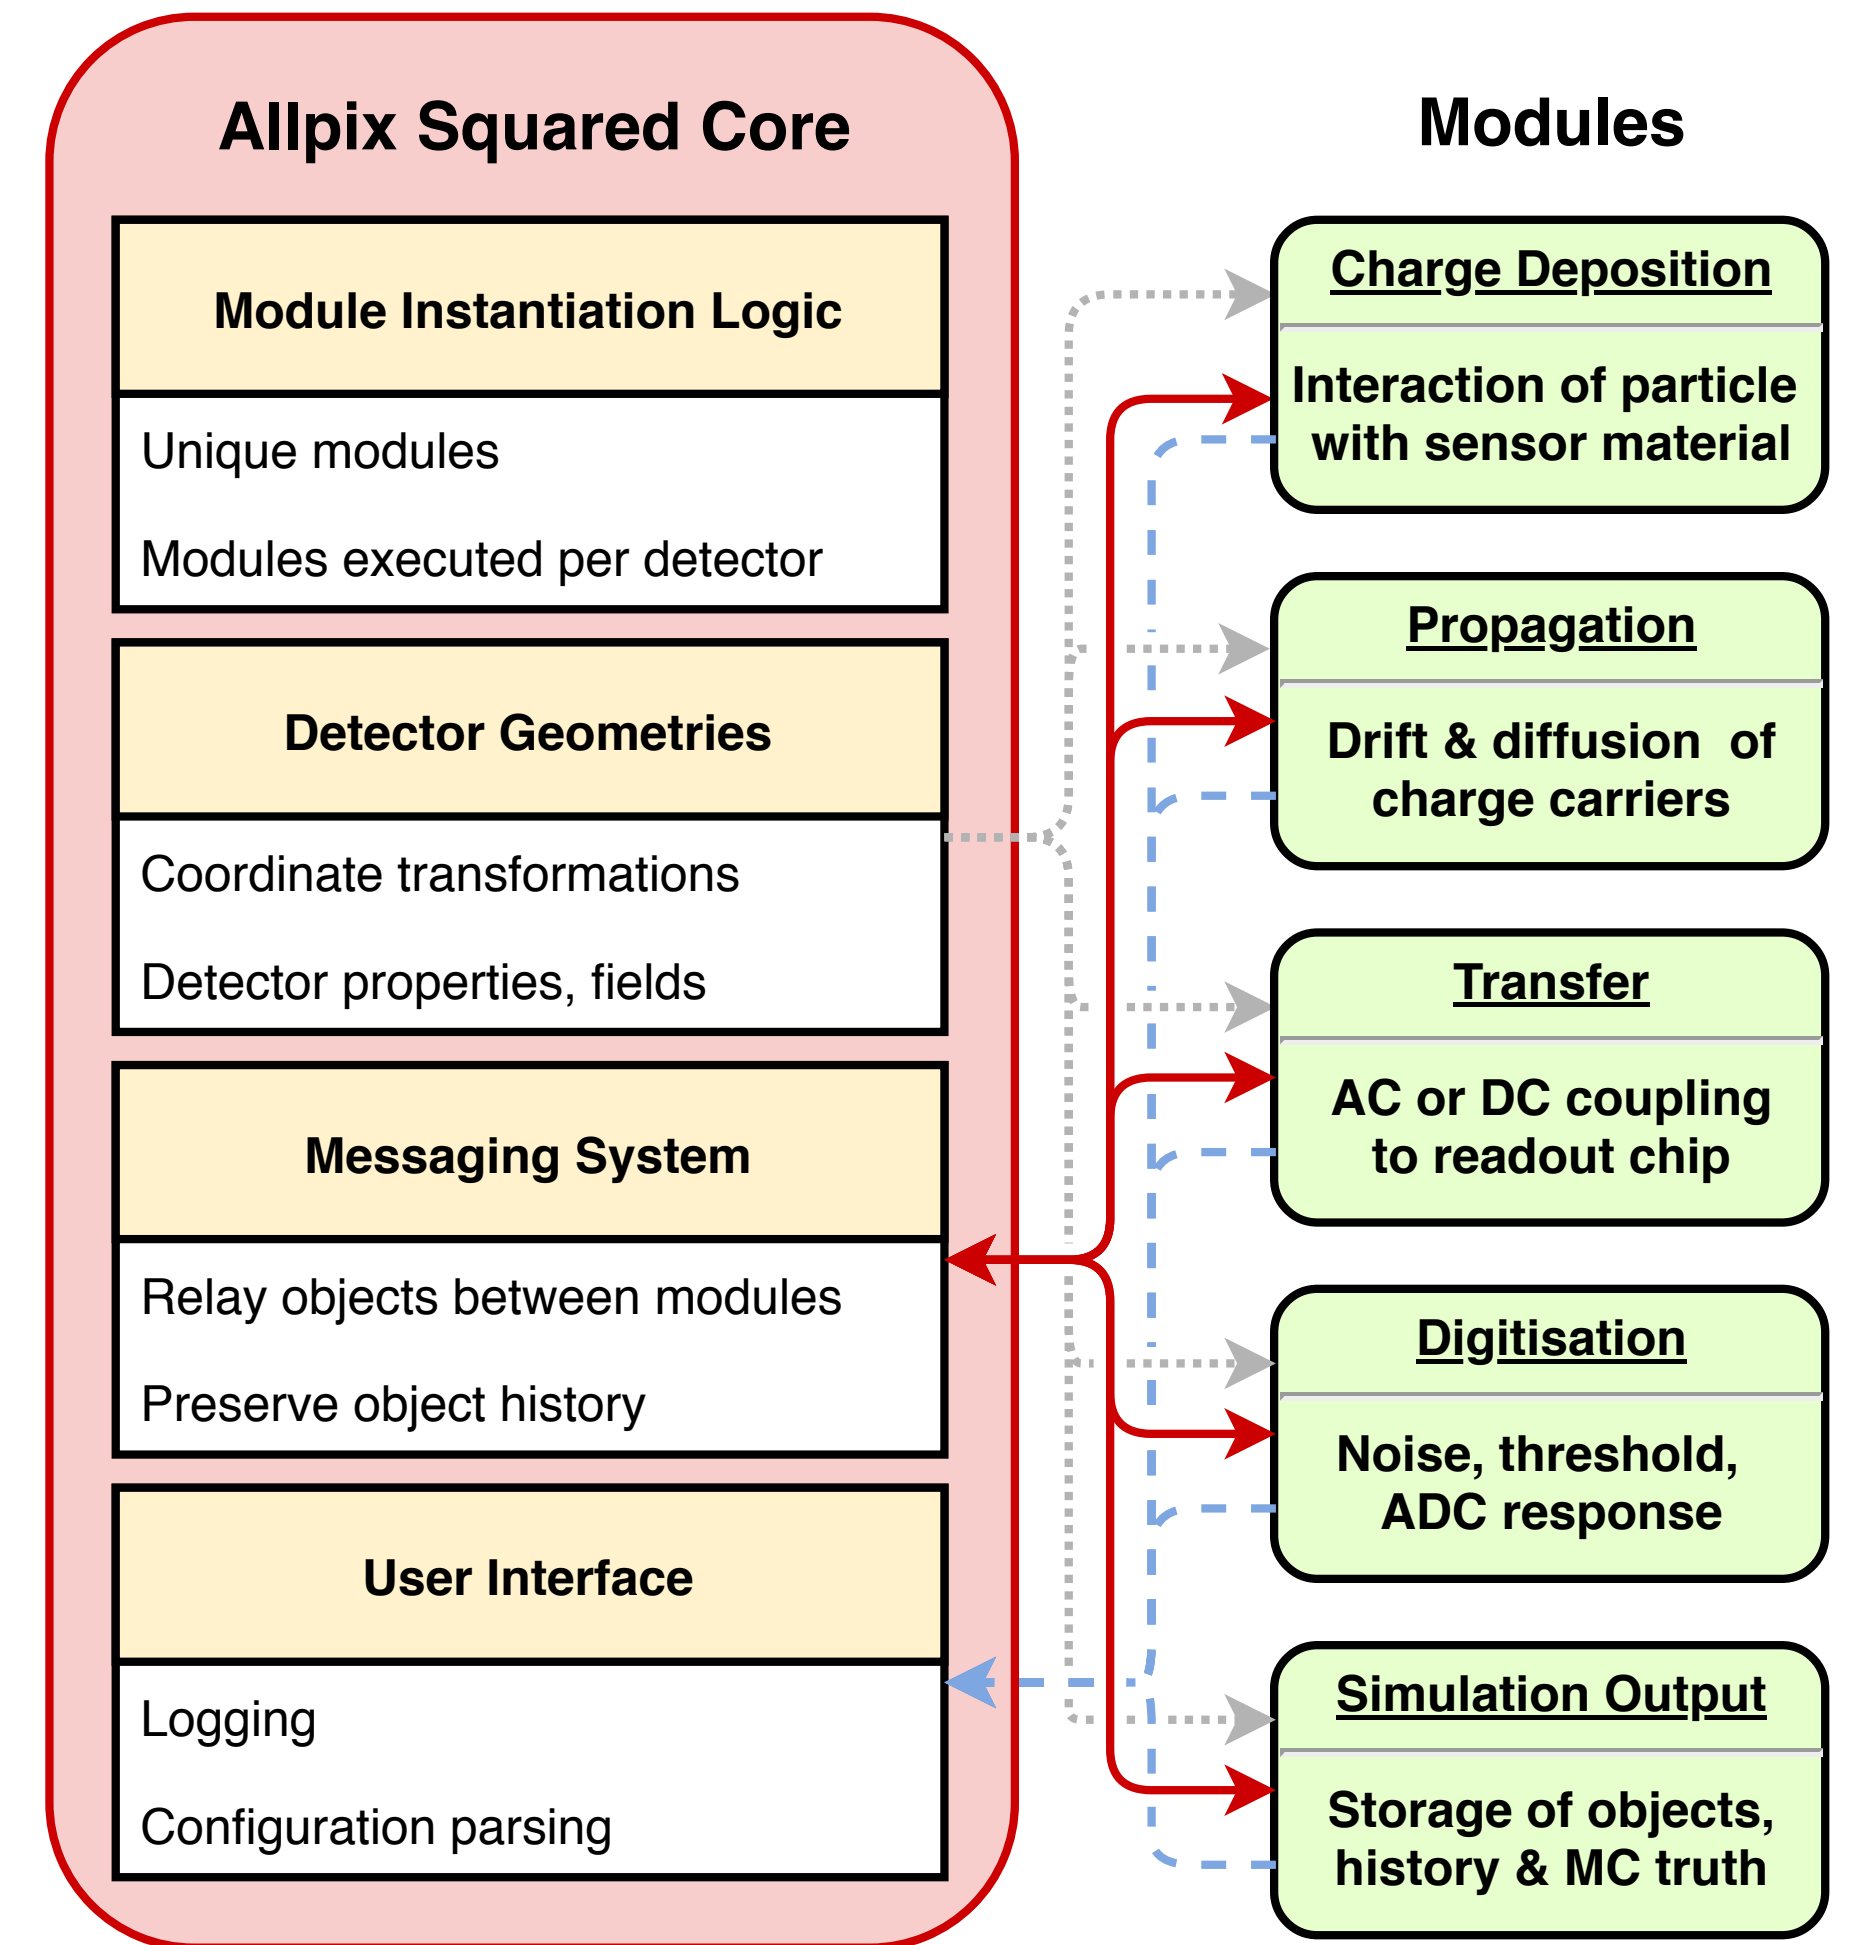 Allpix Squared Core
Module Instantiation Logic
Unique modules
Modules executed per detector
Detector Geometries
Coordinate transformations
Detector properties, fields
Messaging System
Relay objects between modules
Preserve object history
User Interface
Logging
Configuration parsing
Modules
Charge Deposition
Interaction of particle
with sensor material
Propagation
Drift & diffusion of
charge carriers
Transfer
AC or DC coupling
to readout chip
Digitisation
Noise, threshold,
ADC response
Simulation Output
Storage of objects,
history & MC truth